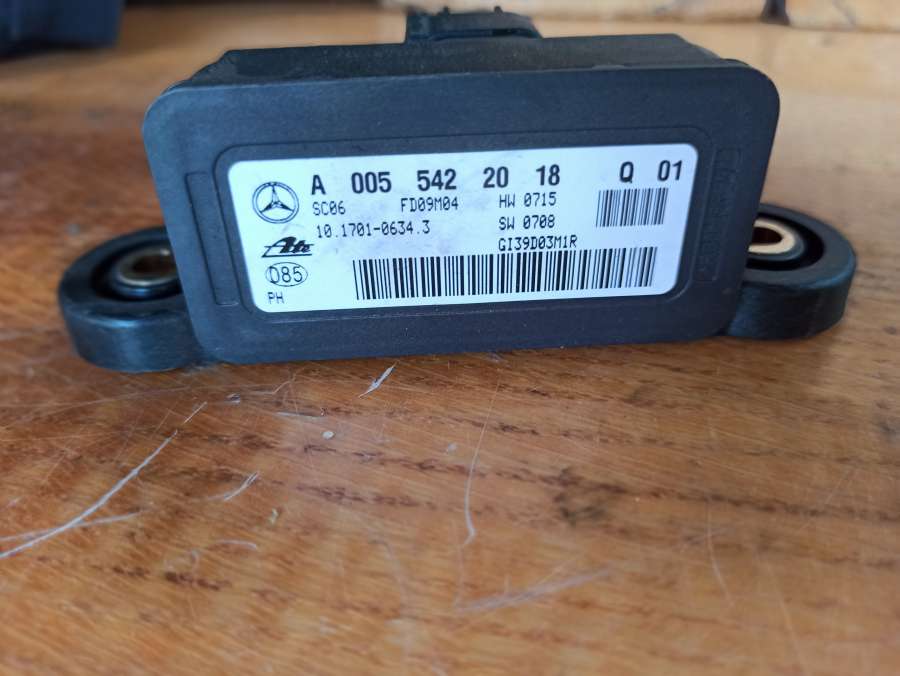 A 005 542 20 18 Q 01
SC06 FD09M04 HW 0715
10.1701-0634.3 SW 0708
Ate GI39D03M1R
D85
PH